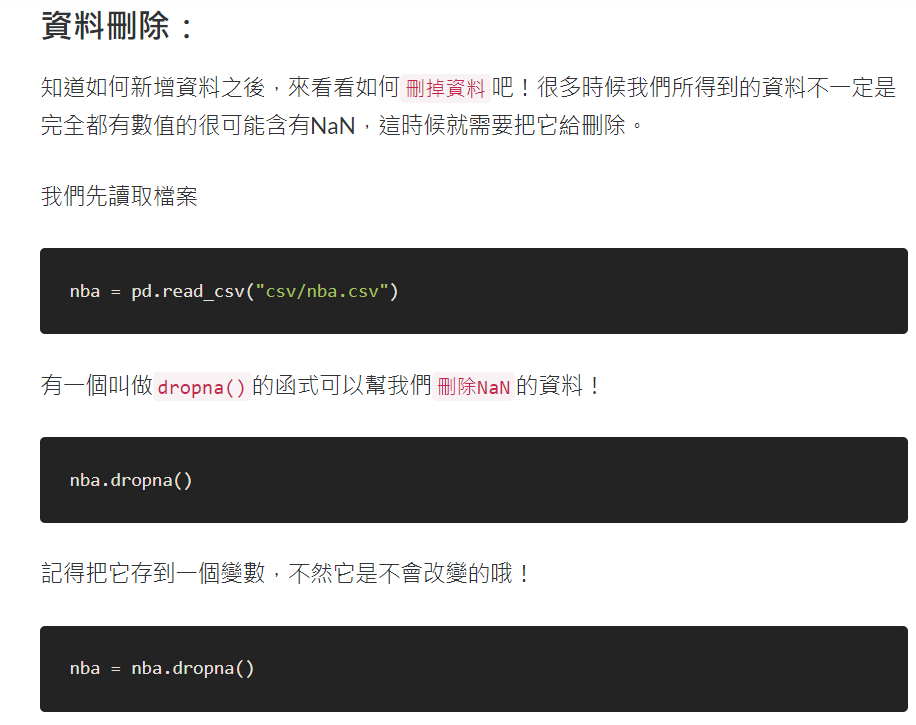 資料刪除：
知道如何新增資料之後，來看看如何 刪掉資料 吧！很多時候我們所得到的資料不一定是
完全都有數值的很可能含有NaN，這時候就需要把它給刪除。
我們先讀取檔案
nba = pd.read_csv("csv/nba.csv")
有一個叫做 dropna() 的函式可以幫我們 刪除NaN 的資料！
nba.dropna()
記得把它存到一個變數，不然它是不會改變的哦！
nba = nba.dropna()